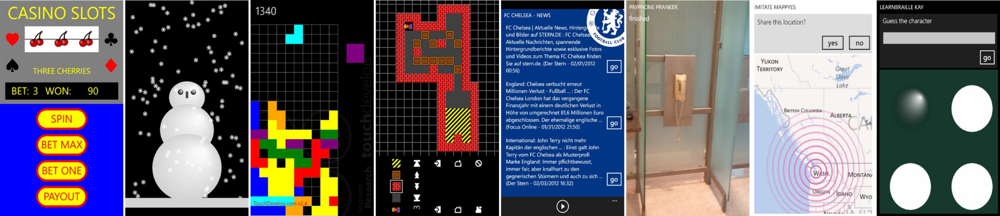 CASINO SLOTS
THREE CHERRIES
BET: 3 WON: 90
SPIN
BET MAX
BET ONE
PAYOUT
1340
Microsoft
Research touchdevelop
TouchDevelop.com v2.4
3
FC CHELSEA - NEWS
FOOTBALL CLUB
FC Chelsea | Aktuelle News,
und Bilder auf STERN.DE : FC Chelsea.
Aktuelle Nachrichten, spannende
Hintergrundberichte sowie exklusive Fotos
und Videos zum Thema FC Chelsea finden
Sie auf stern.de. (Der Stern - 02/01/2012
00:56)
go
England: Chelsea verbucht erneut
Millionen-Verlust - Fußball ... : Der FC
Chelsea London hat das vergangene
Finanzjahr mit einem deutlichen Verlust in
Höhe von umgerechnet 81,6 Millionen Euro
abgeschlossen. Der ehemalige englische ...
(Focus Online - 01/31/2012 21:50)
go
International: John Terry nicht mehr
Kapitän der englischen ... : Einst galt John
Terry vom FC Chelsea als Musterprofi
Marke England: Immer pflichtbewusst,
immer fair, aber knallhart zu den
gegnerischen Stürmern und auch zu sich ...
(Der Stern - 02/03/2012 16:32)
go
...
PAYPHONE PRANKER
finished
IMITATE MAPPYES
Share this location?
yes no
YUKON
TERRITORY
Great
Slave
Lake
BRITISH COLUMBIA
ALBERTA
CA
SA
WASH.
MONTANA
OREGON
IDAHO
WYO
NEVADA
LEARNBRAILLE KAY
Guess the character
go